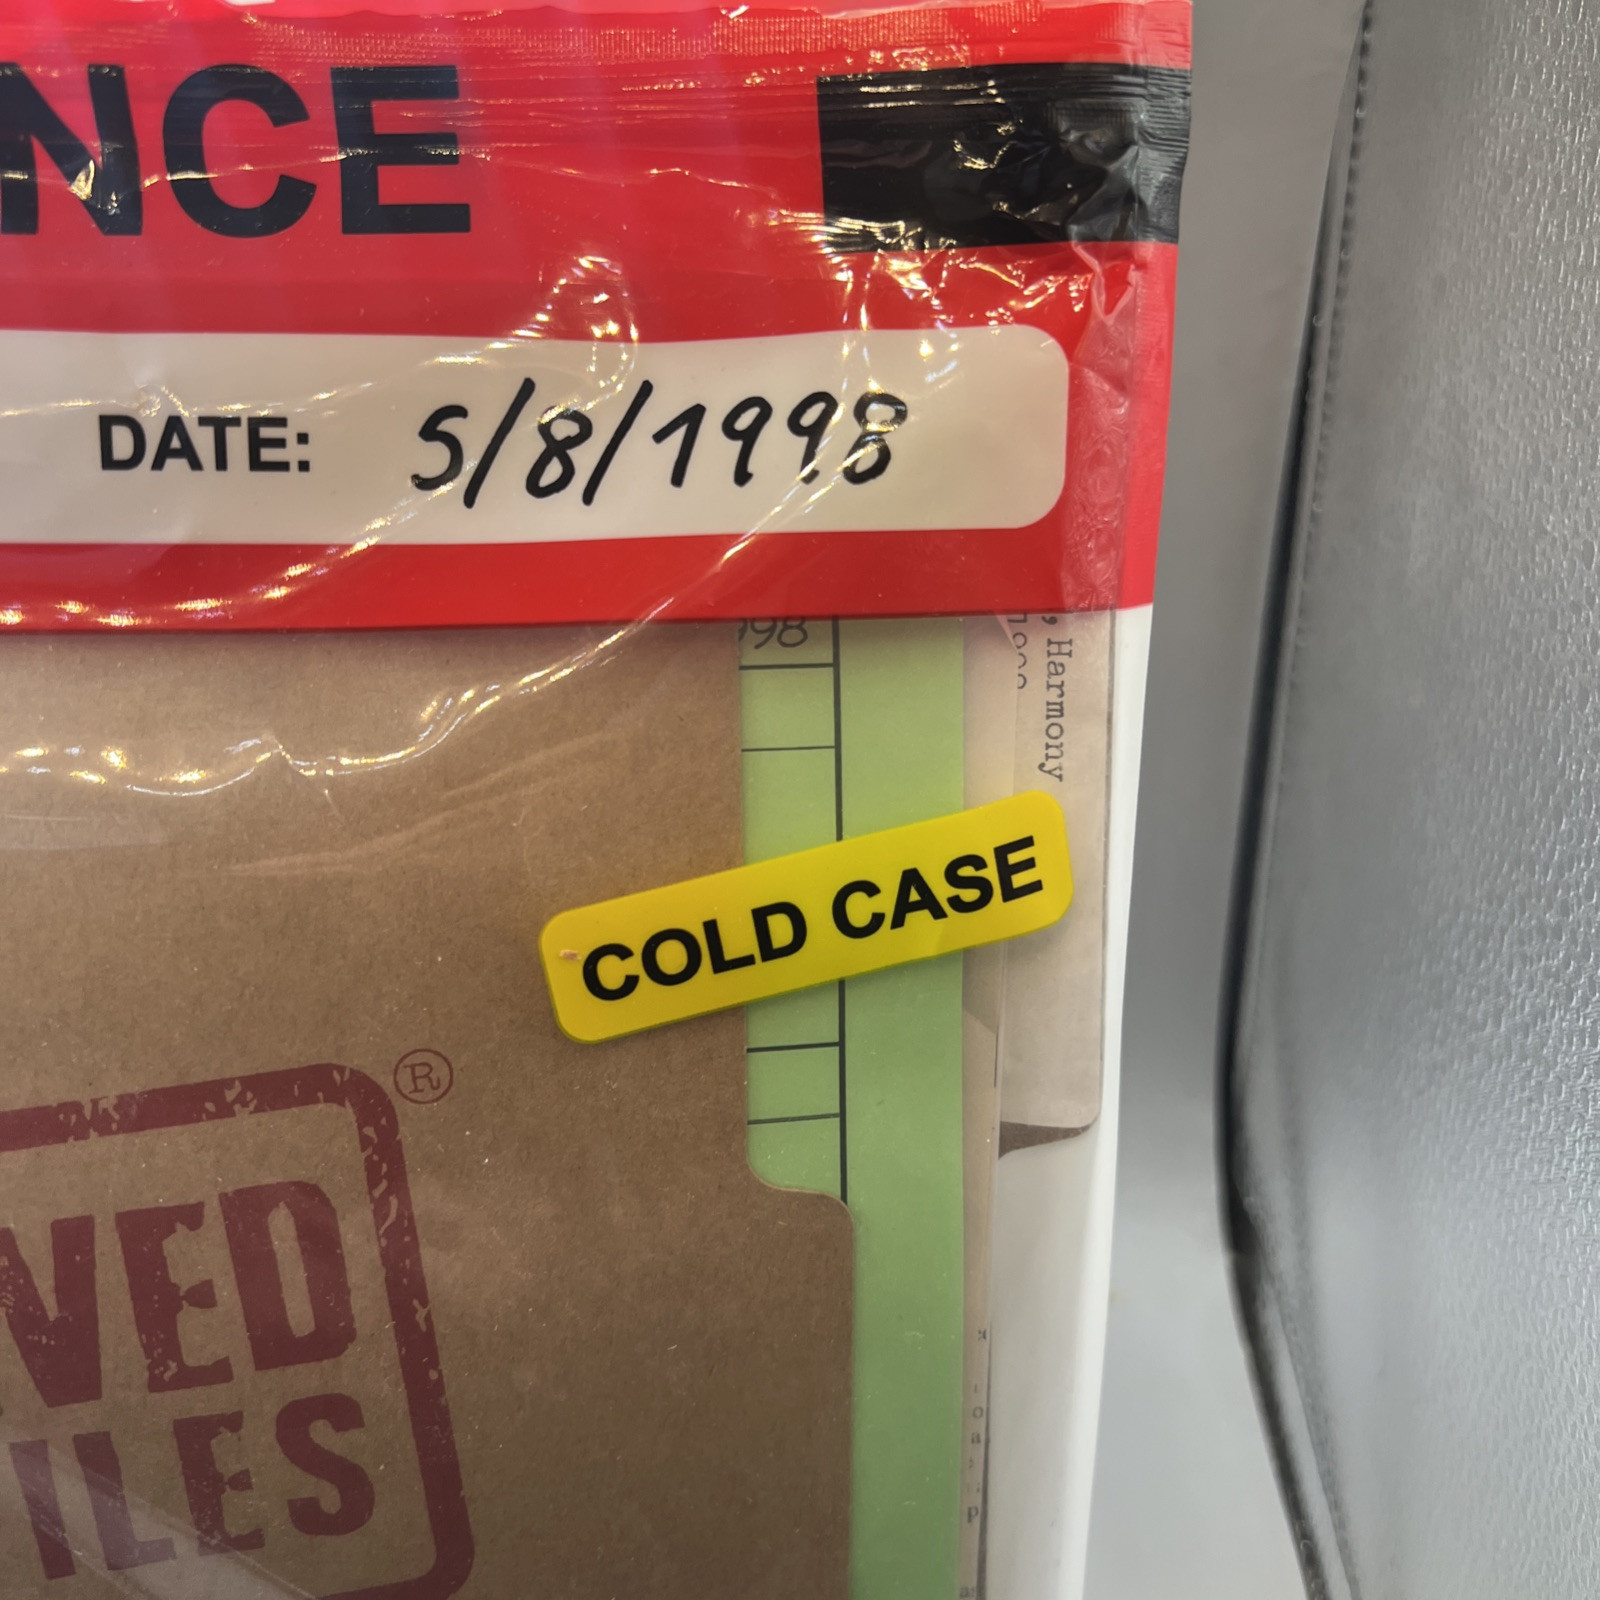 NCE
DATE: 5/8/1998
998
, Harmony
COLD CASE
®
VED
ILES